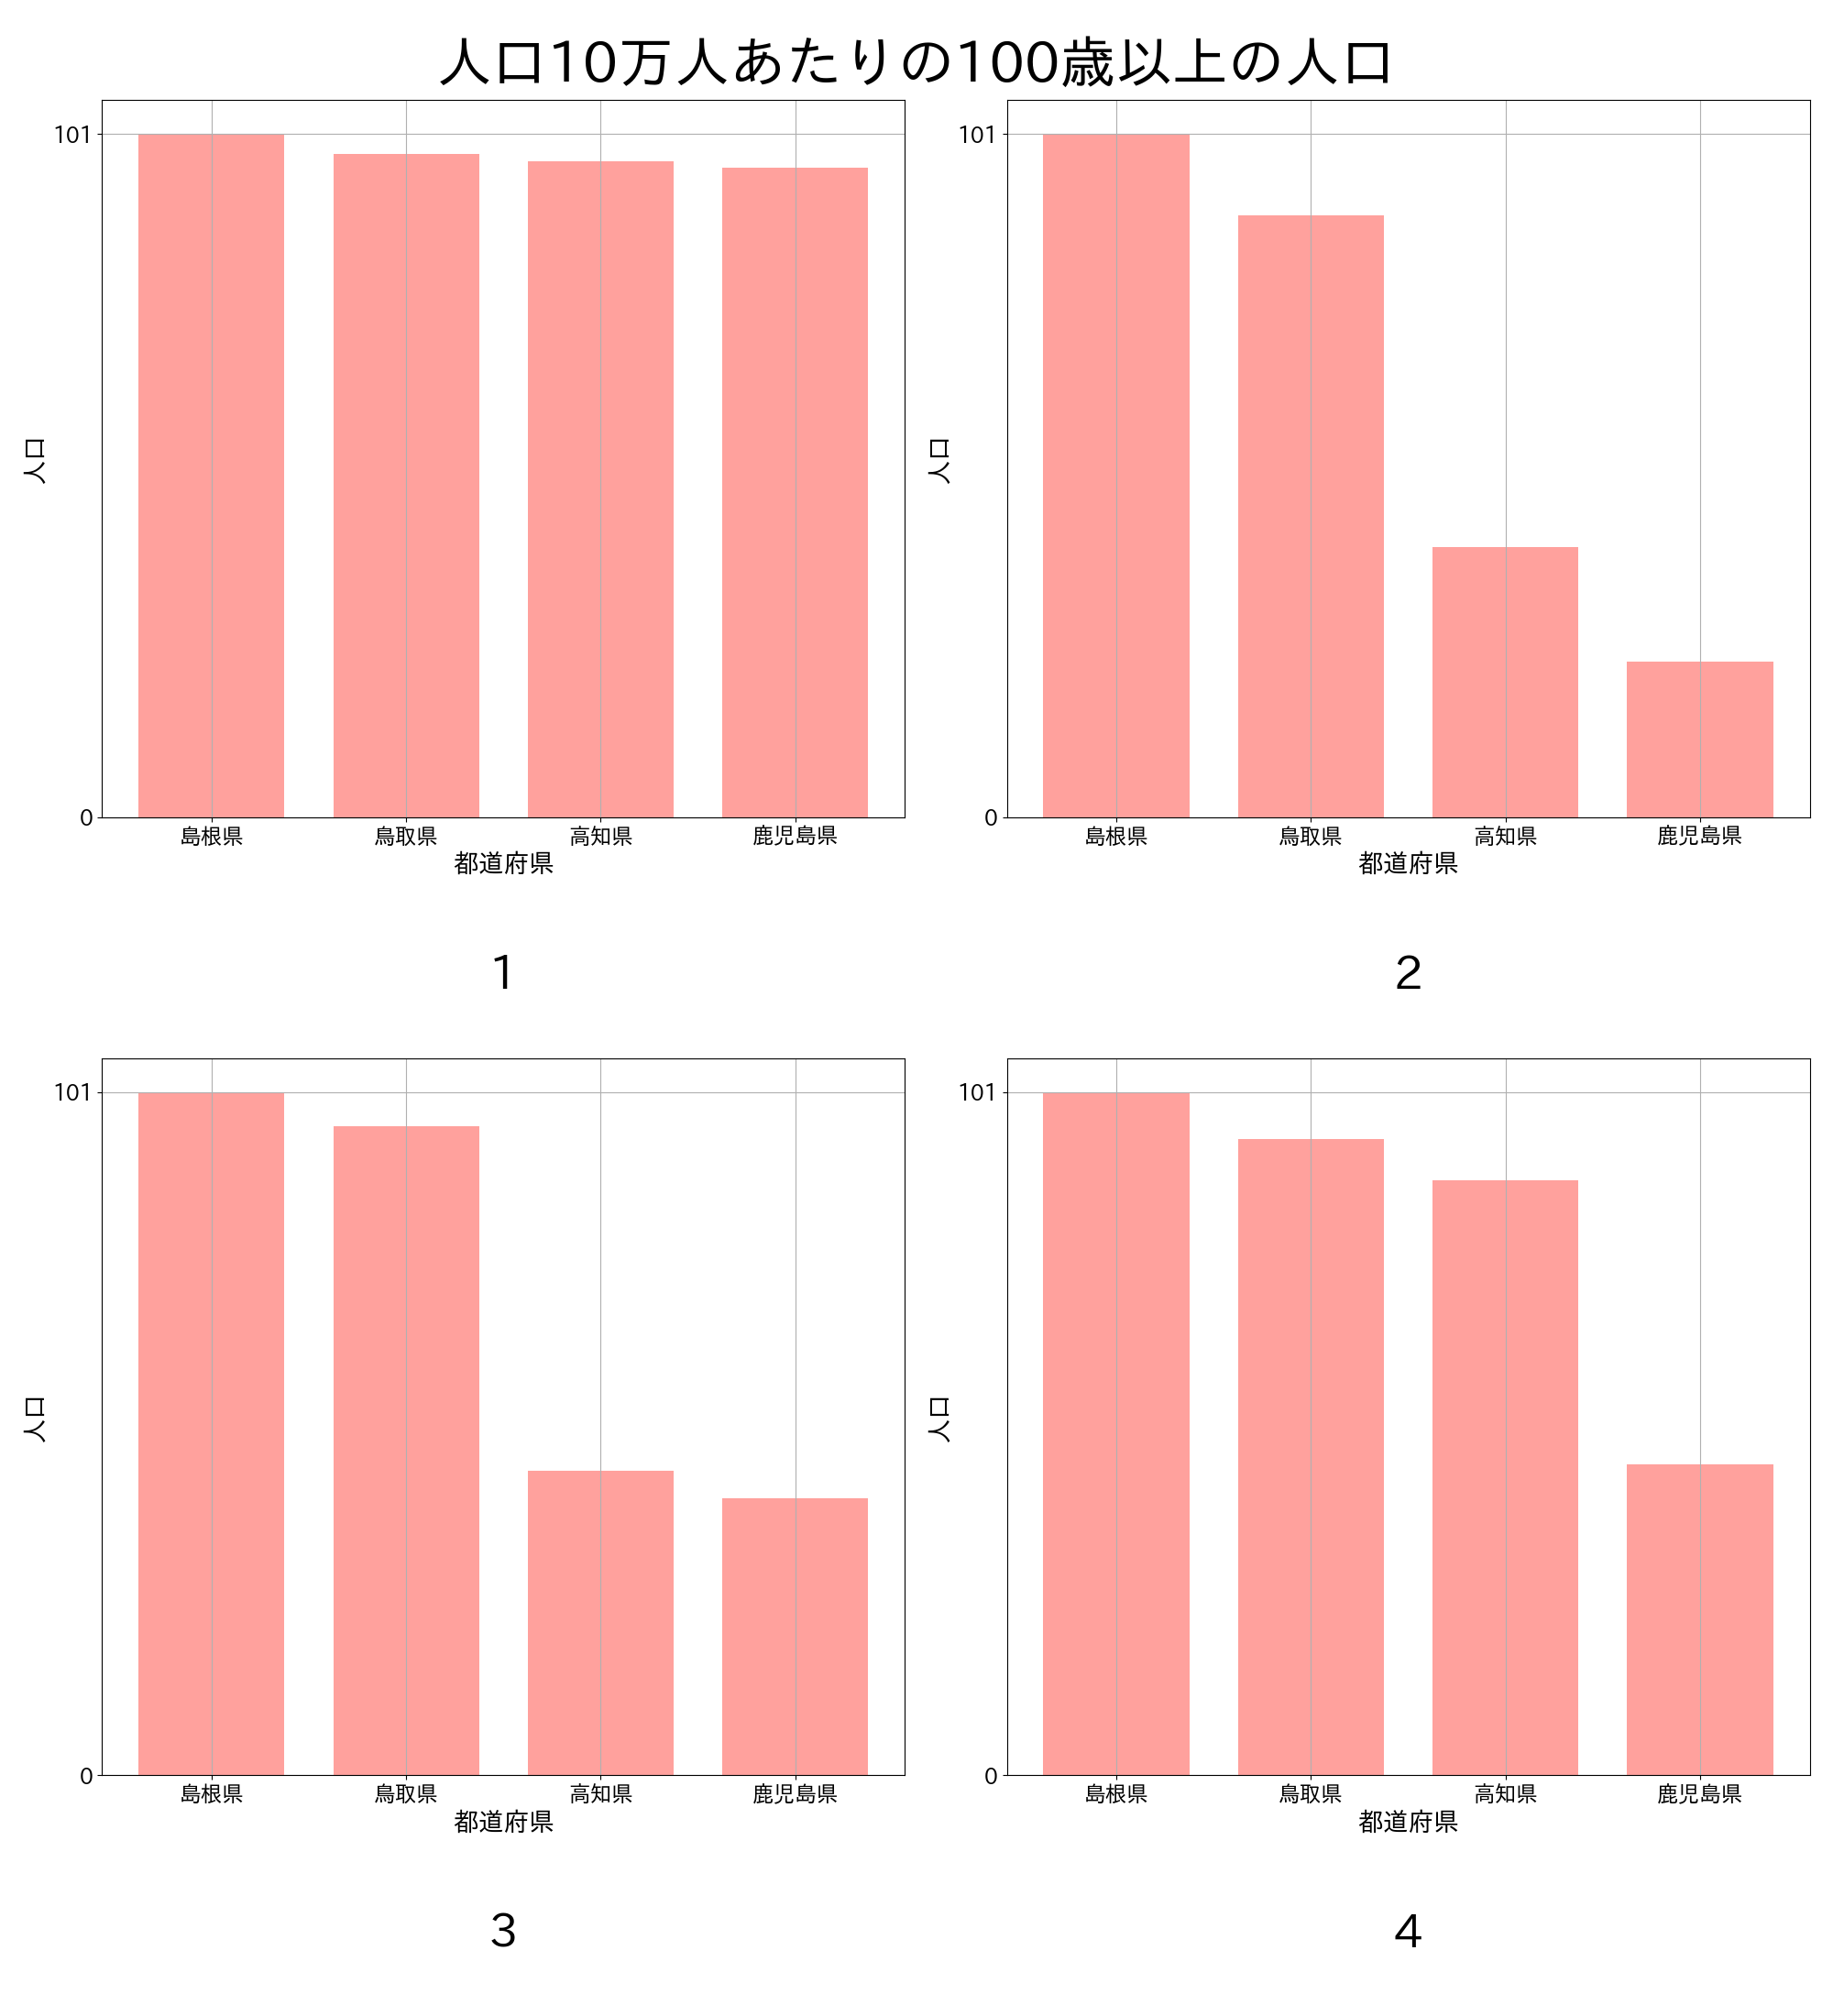 人口10万人あたりの100歳以上の人口
101
0
人口
島根県 鳥取県 高知県 鹿児島県
都道府県
1
101
0
人口
島根県 鳥取県 高知県 鹿児島県
都道府県
2
101
0
人口
島根県 鳥取県 高知県 鹿児島県
都道府県
3
101
0
人口
島根県 鳥取県 高知県 鹿児島県
都道府県
4